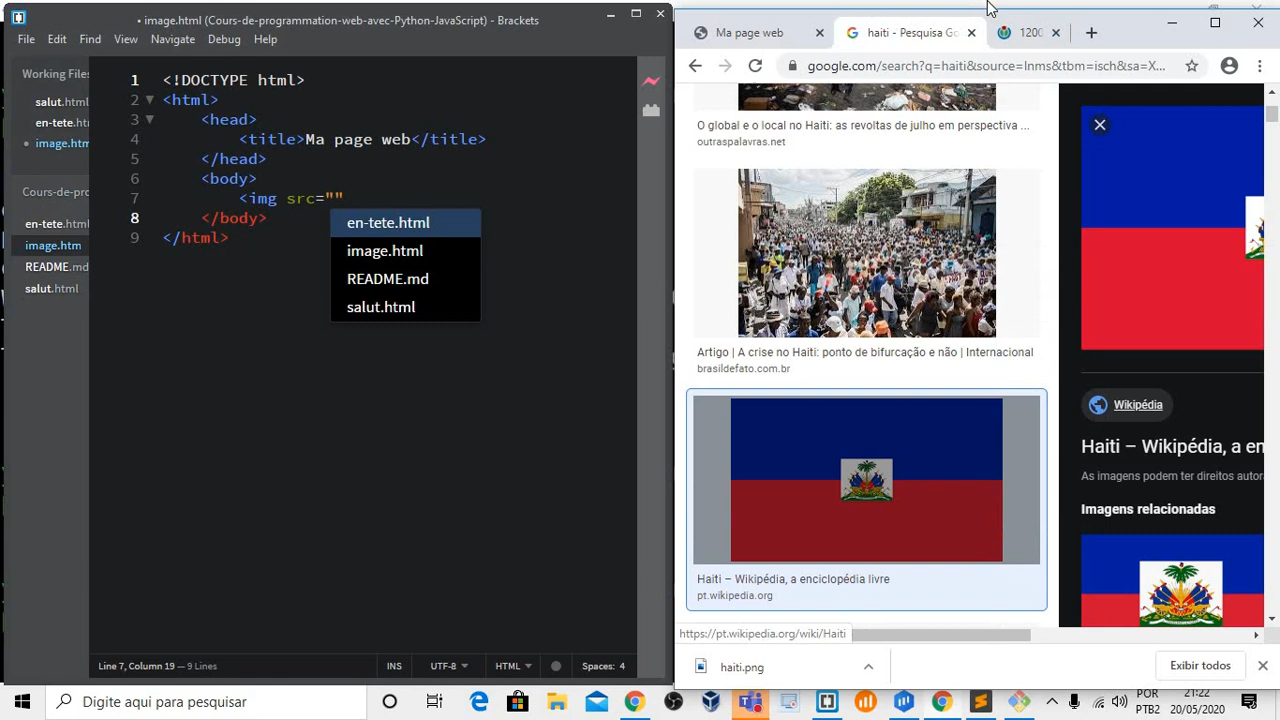 • image.html (Cours-de-programmation-web-avec-Python-JavaScript) - Brackets
File Edit Find View Navigate Debug Help
Working Files
salut.html
en-tete.html
• image.html
Cours-de-pro
en-tete.html
image.htm
README.md
salut.html
1 <!DOCTYPE html>
2 <html>
3 <head>
4 <title>Ma page web</title>
5 </head>
6 <body>
7 <img src=""
8 </body>
9 </html>
en-tete.html
image.html
README.md
salut.html
Line 7, Column 19 — 9 Lines
INS
UTF-8
HTML
Spaces: 4
Ma page web
haiti - Pesquisa Go
1200
google.com/search?q=haiti&source=lnms&tbm=isch&sa=X...
O global e o local no Haiti: as revoltas de julho em perspectiva ...
outraspalavras.net
Artigo | A crise no Haiti: ponto de bifurcação e não | Internacional
brasildefato.com.br
Haiti – Wikipédia, a enciclopédia livre
pt.wikipedia.org
https://pt.wikipedia.org/wiki/Haiti
Wikipédia
Haiti – Wikipédia, a en
As imagens podem ter direitos autora
Imagens relacionadas
haiti.png
Exibir todos
Digite aqui para pesquisar
POR
PTB2
21:22
20/05/2020